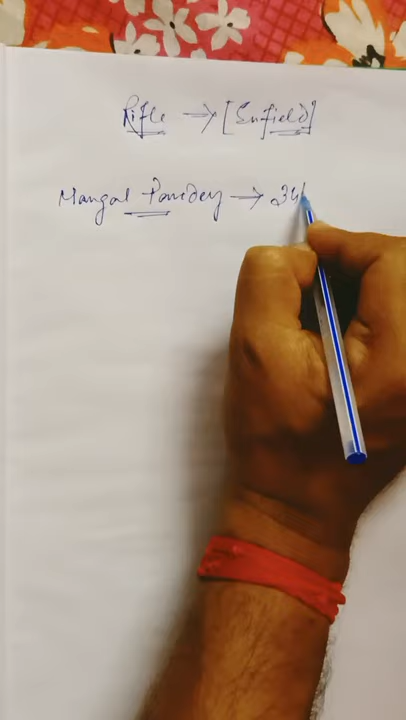 Rifle → [Enfield]
Mangal Pandey → 34